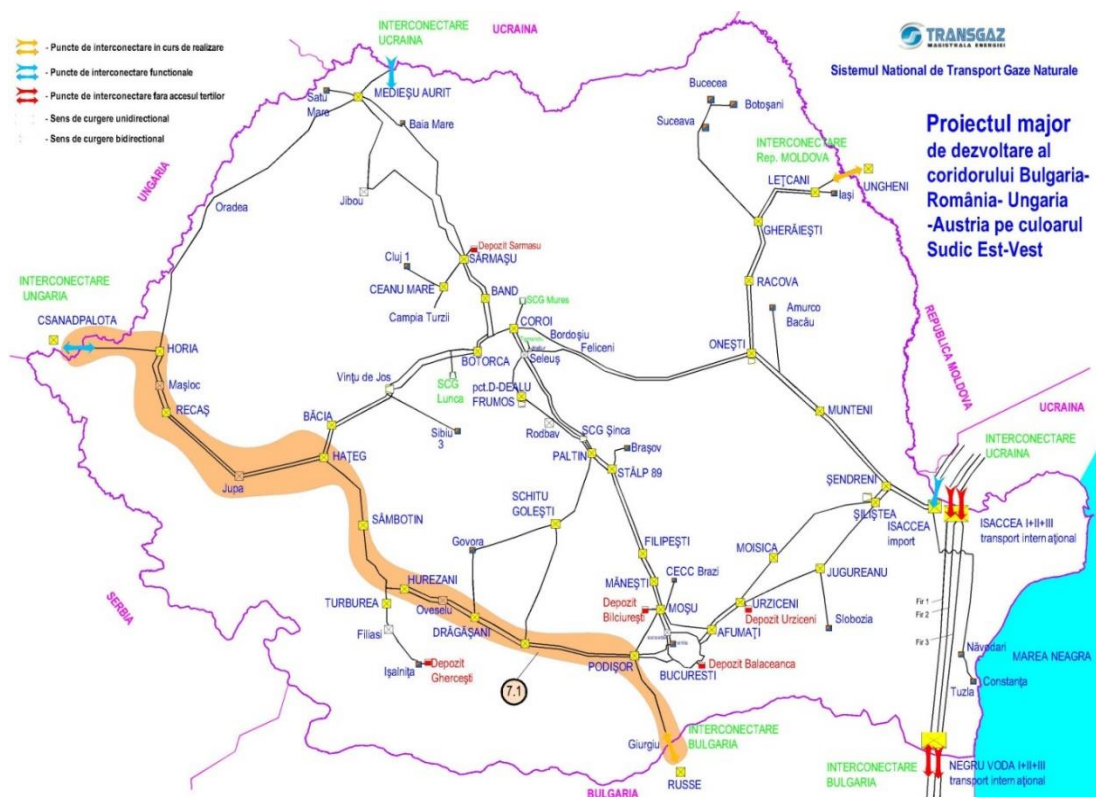 - Puncte de interconectare in curs de realizare
- Puncte de interconectare functionale
- Puncte de interconectare fara accesul tertilor
- Sens de curgere unidirectional
- Sens de curgere bidirectional
TRANSGAZ
MAGISTRALA ENERGIEI
Sistemul National de Transport Gaze Naturale
Proiectul major
de dezvoltare al
coridorului Bulgaria-
România- Ungaria
-Austria pe culoarul
Sudic Est-Vest
INTERCONECTARE
UCRAINA
UCRAINA
MEDIEŞU AURIT
Satu
Mare
Baia Mare
Jibou
UNGARIA
Oradea
Bucecea
Botoşani
Suceava
INTERCONECTARE
Rep. MOLDOVA
LEŢCANI
UNGHENI
Iaşi
GHERĂIEŞTI
RACOVA
Depozit Sarmasu
SĂRMAŞU
Cluj 1
CEANU MARE
BAND
Campia Turzii
SCG Mures
COROI
Bordoşiu
Feliceni
Seleuş
BOTORCA
SCG
Lunca
Vinţu de Jos
pct.D-DEALU
FRUMOS
Rodbav
SCG Şinca
PALTIN
Braşov
STÂLP 89
Amurco
Bacău
ONEŞTI
MUNTENI
REPUBLICA MOLDOVA
UCRAINA
INTERCONECTARE
UCRAINA
INTERCONECTARE
UNGARIA
CSANADPALOTA
HORIA
Maşloc
RECAŞ
Jupa
BĂCIA
HAŢEG
Sibiu
3
SÂMBOTIN
SCHITU
GOLEŞTI
Govora
HUREZANI
Oveselu
TURBUREA
DRĂGĂŞANI
Filiasi
Işalniţa
Depozit
Gherceşti
7.1
FILIPEŞTI
MĂNEŞTI
CECC Brazi
Depozit
Bilciureşti
MOŞU
PODIŞOR
BUCURESTI
AFUMAŢI
Depozit Balaceanca
URZICENI
Depozit Urziceni
MOISICA
JUGUREANU
Slobozia
ŞENDRENI
ŞILIŞTEA
ISACCEA
import
ISACCEA I+II+III
transport internaţional
Fir 1
Fir 2
Fir 3
Năvodari
MAREA NEAGRA
Constanţa
Tuzla
SERBIA
Giurgiu
INTERCONECTARE
BULGARIA
RUSSE
BULGARIA
INTERCONECTARE
BULGARIA
NEGRU VODA I+II+III
transport internaţional